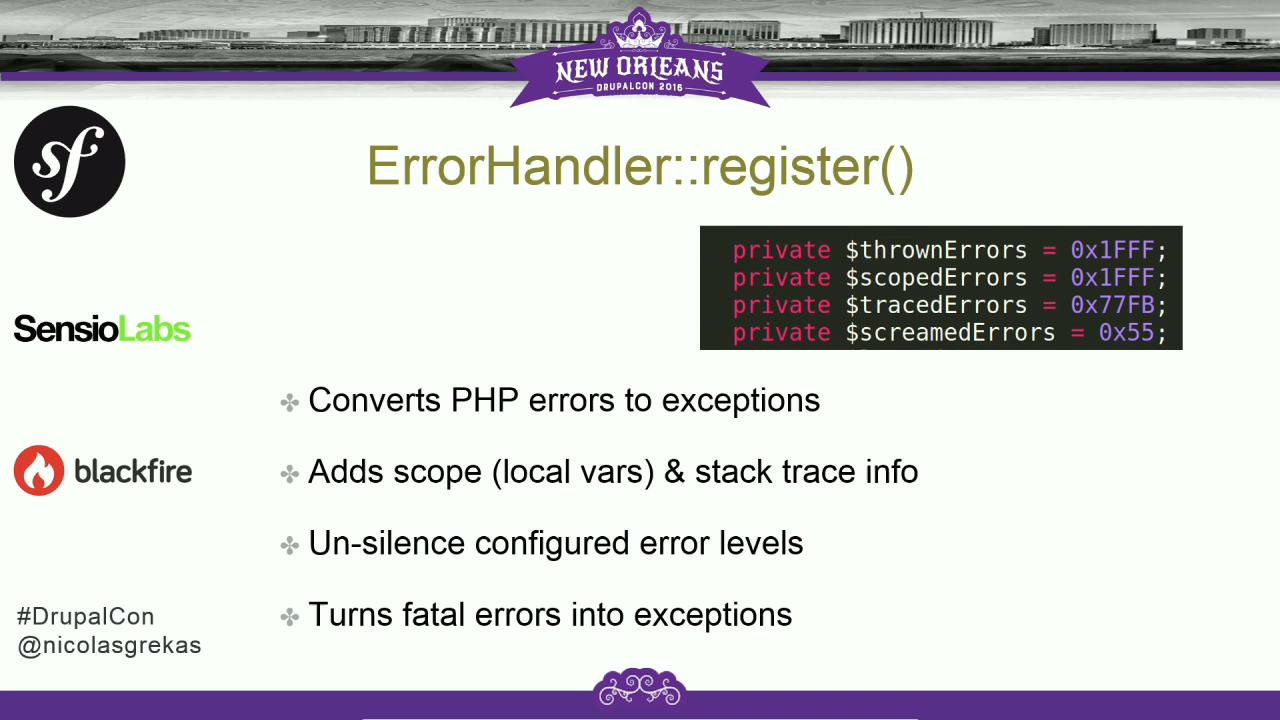 NEW ORLEANS
DRUPALCON 2016
sf
ErrorHandler::register()
private $thrownErrors = 0x1FFF;
private $scopedErrors = 0x1FFF;
private $tracedErrors = 0x77FB;
private $screamedErrors = 0x55;
SensioLabs
Converts PHP errors to exceptions
blackfire
Adds scope (local vars) & stack trace info
Un-silence configured error levels
Turns fatal errors into exceptions
#DrupalCon
@nicolasgrekas